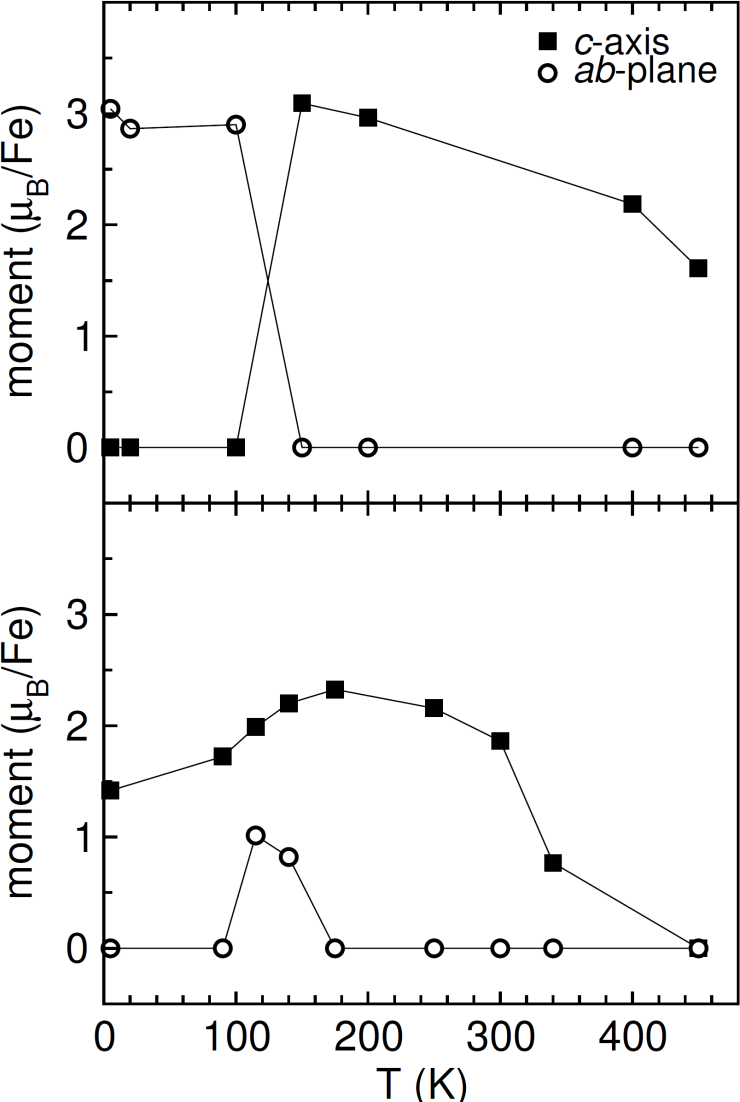 c-axis
ab-plane
moment (μB/Fe)
3
2
1
0
moment (μB/Fe)
3
2
1
0
0 100 200 300 400
T (K)